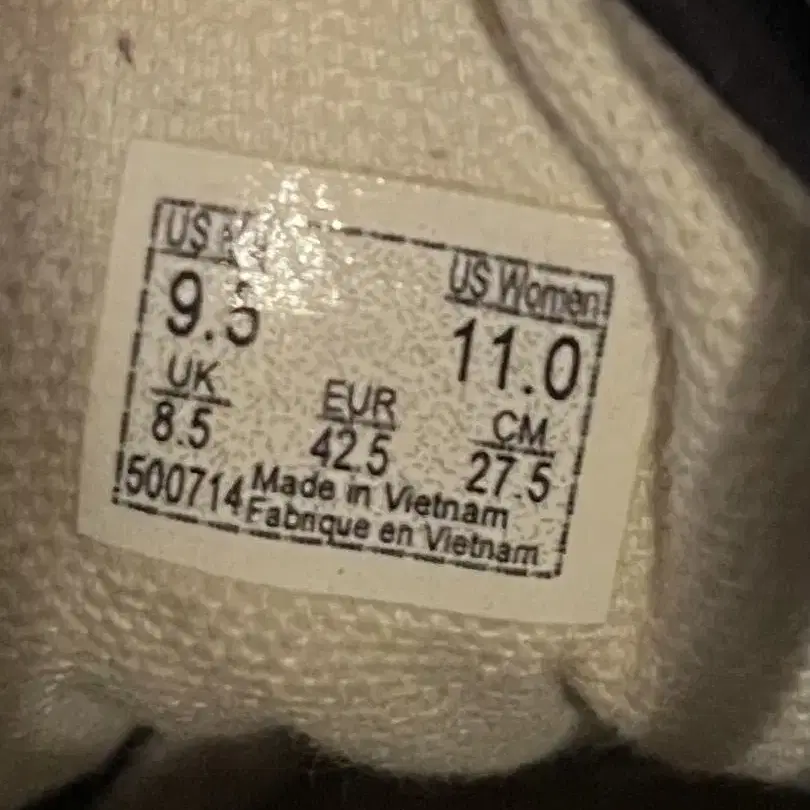 US
US Women
9.5
11.0
UK
EUR
CM
8.5
42.5
27.5
500714
Made in Vietnam
Fabrique en Vietnam